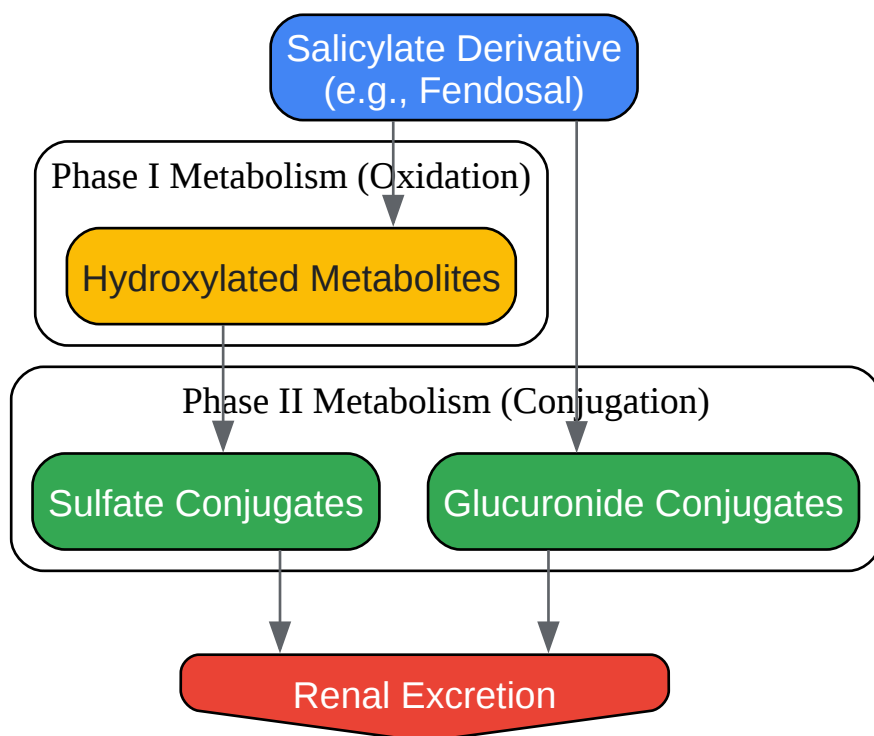 Salicylate Derivative
(e.g., Fendosal)
Phase I Metabolism (Oxidation)
Hydroxylated Metabolites
Phase II Metabolism (Conjugation)
Sulfate Conjugates
Glucuronide Conjugates
Renal Excretion